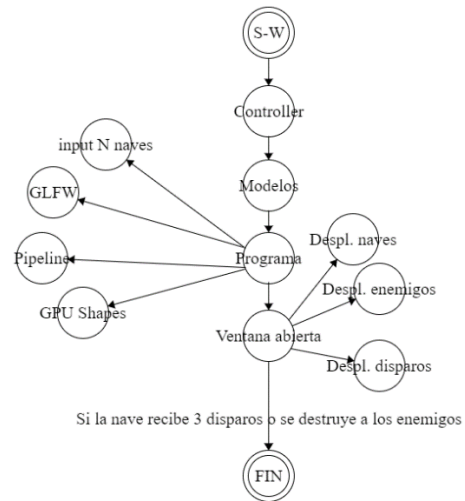 S-W
Controller
input N naves
Modelos
GLFW
Despl. naves
Pipeline
Programa
Despl. enemigos
GPU Shapes
Ventana abierta
Despl. disparos
Si la nave recibe 3 disparos o se destruye a los enemigos
FIN